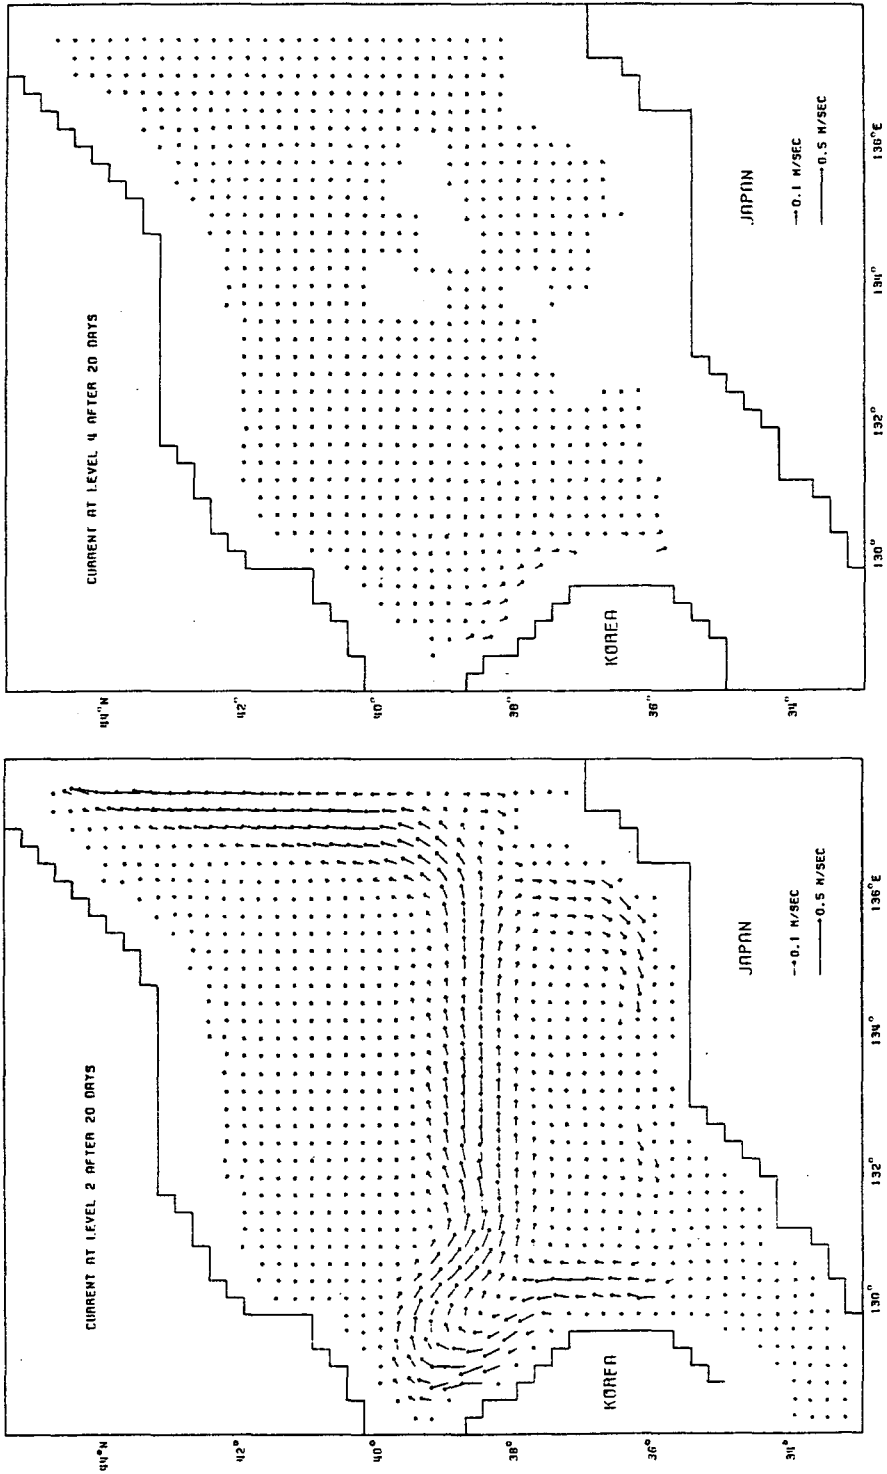 CURRENT AT LEVEL 4 AFTER 20 DAYS
44°N
42°
40°
38°
36°
34°
130°
132°
134°
136°E
KOREA
JAPAN
0.1 M/SEC
0.5 M/SEC
CURRENT AT LEVEL 2 AFTER 20 DAYS
44°N
42°
40°
38°
36°
34°
130°
132°
134°
136°E
KOREA
JAPAN
0.1 M/SEC
0.5 M/SEC